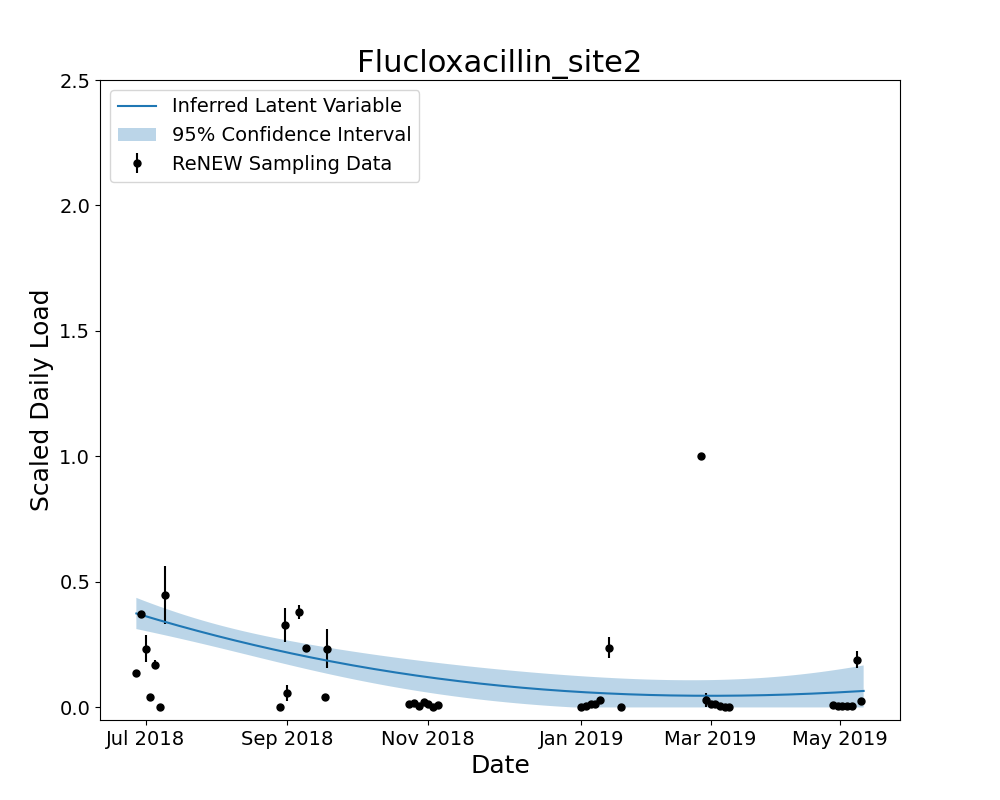 Flucloxacillin_site2
Inferred Latent Variable
95% Confidence Interval
ReNEW Sampling Data
Scaled Daily Load
2.5
2.0
1.5
1.0
0.5
0.0
Jul 2018 Sep 2018 Nov 2018 Jan 2019 Mar 2019 May 2019
Date